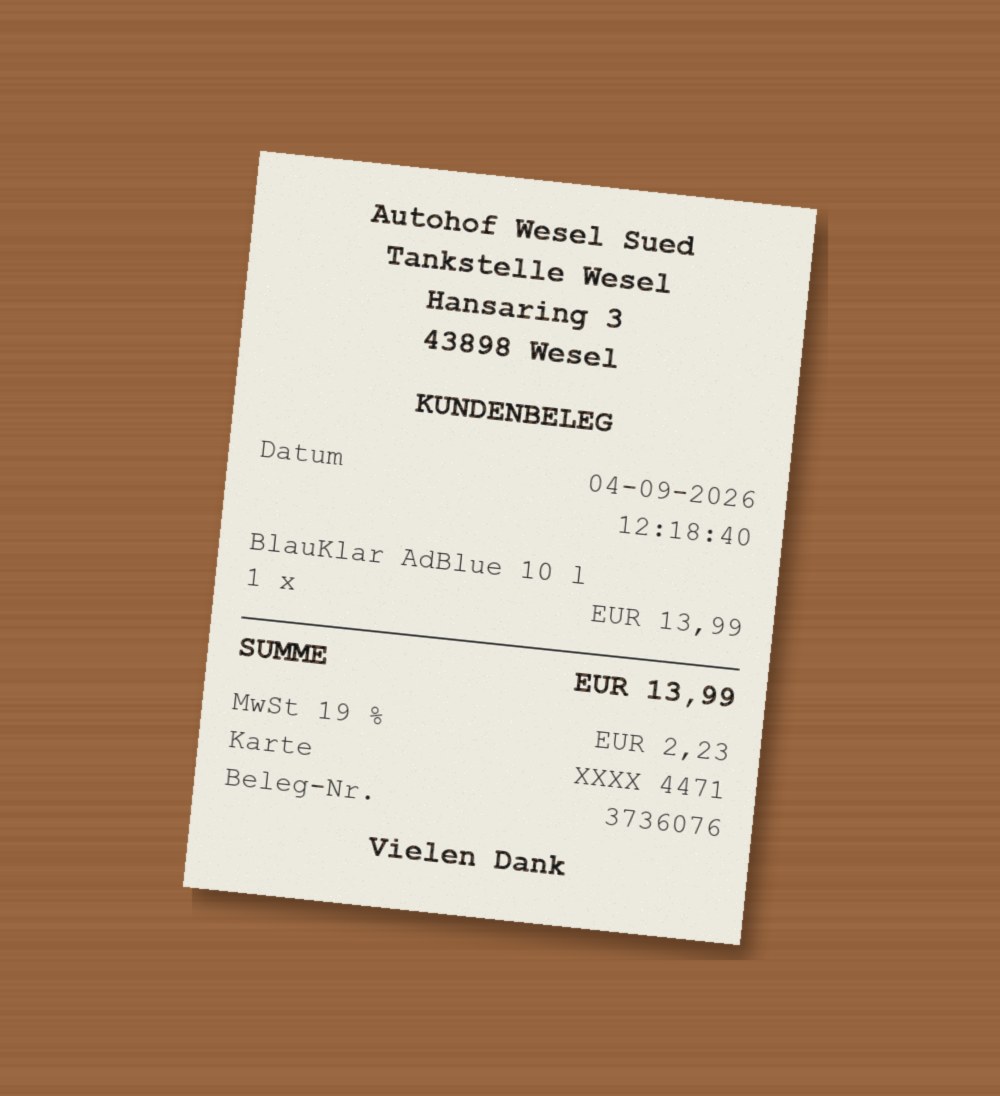 Autohof Wesel Sued
Tankstelle Wesel
Hansaring 3
43898 Wesel
KUNDENBELEG
Datum 04-09-2026
12:18:40
BlauKlar AdBlue 10 l
1 x EUR 13,99
SUMME EUR 13,99
MwSt 19 % EUR 2,23
Karte XXXX 4471
Beleg-Nr. 3736076
Vielen Dank